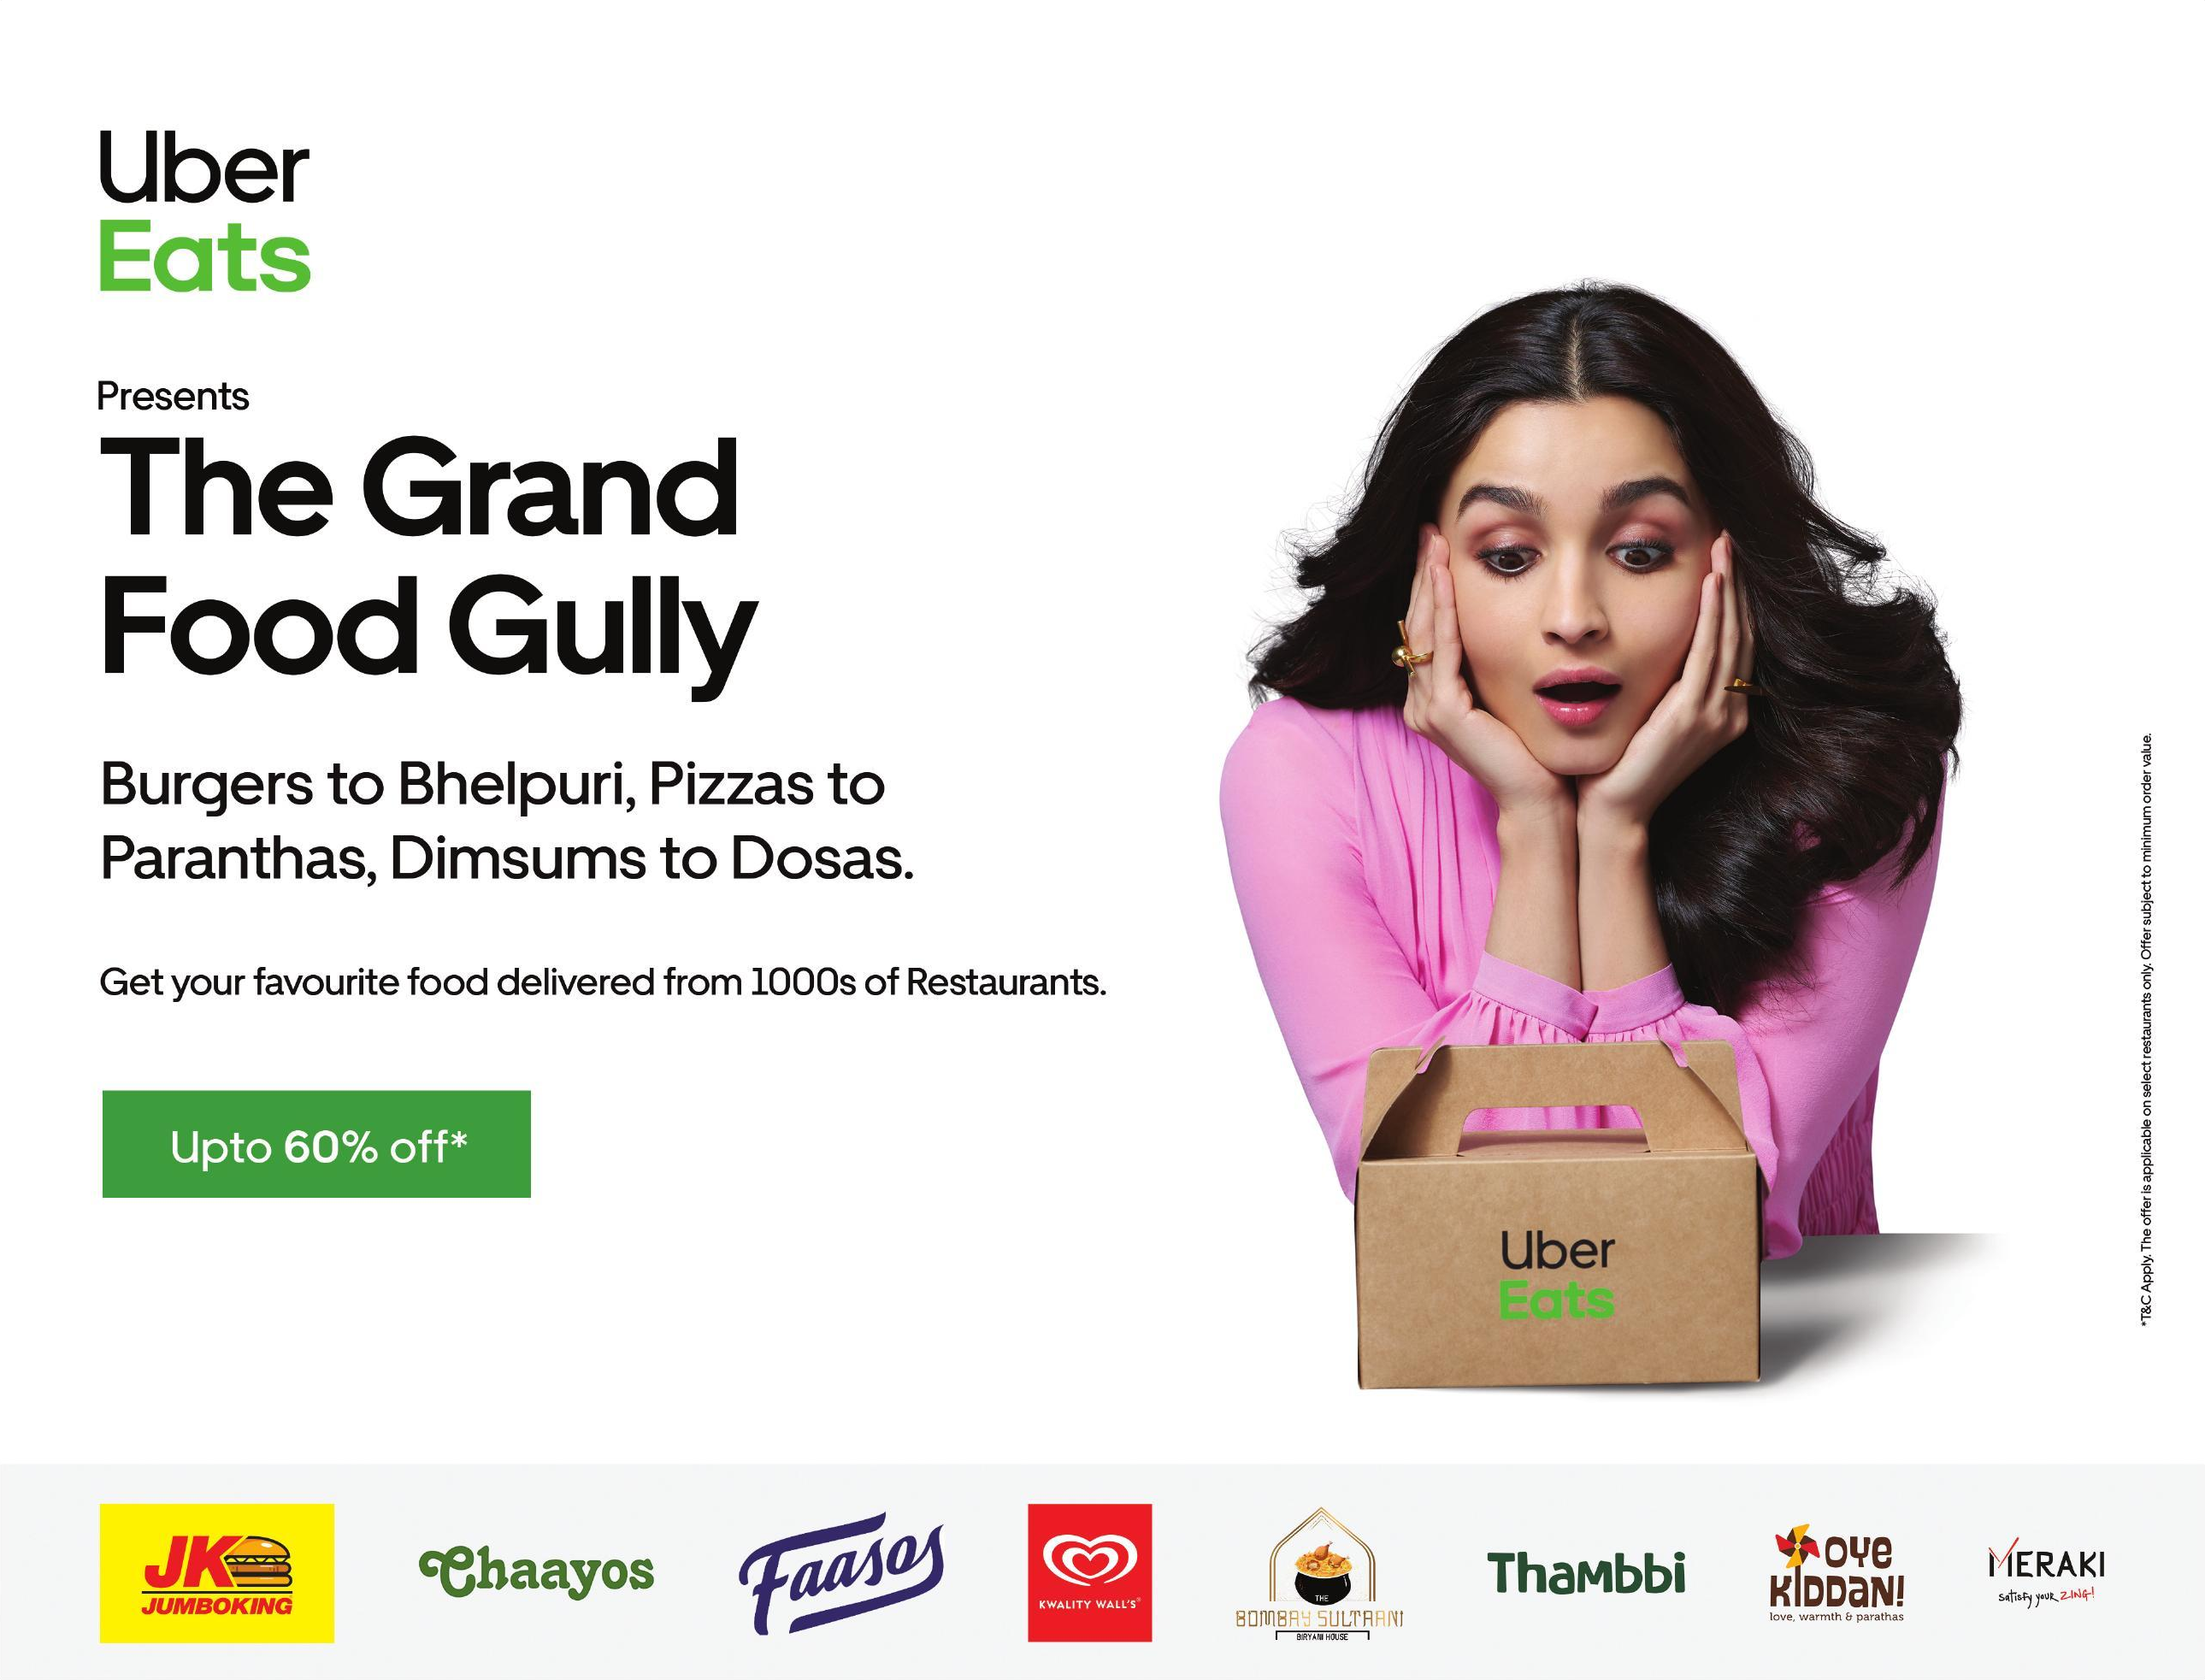 Uber
Eats
Presents
The Grand
Food Gully
Burgers to Bhelpuri, Pizzas to
Paranthas, Dimsums to Dosas.
Get your favourite food delivered from 1000s of Restaurants.
Upto 60% off*
Uber
Eats
*T&C Apply. The offer is applicable on select restaurants only. Offer subject to minimum order value.
JK
JUMBOKING
Chaayos
Faasos
KWALITY WALL'S®
THE
BOMBAY SULTAANI
BIRYANI HOUSE
Thambbi
OYE
KIDDAN!
love, warmth & parathas
MERAKI
satisfy your ZING!